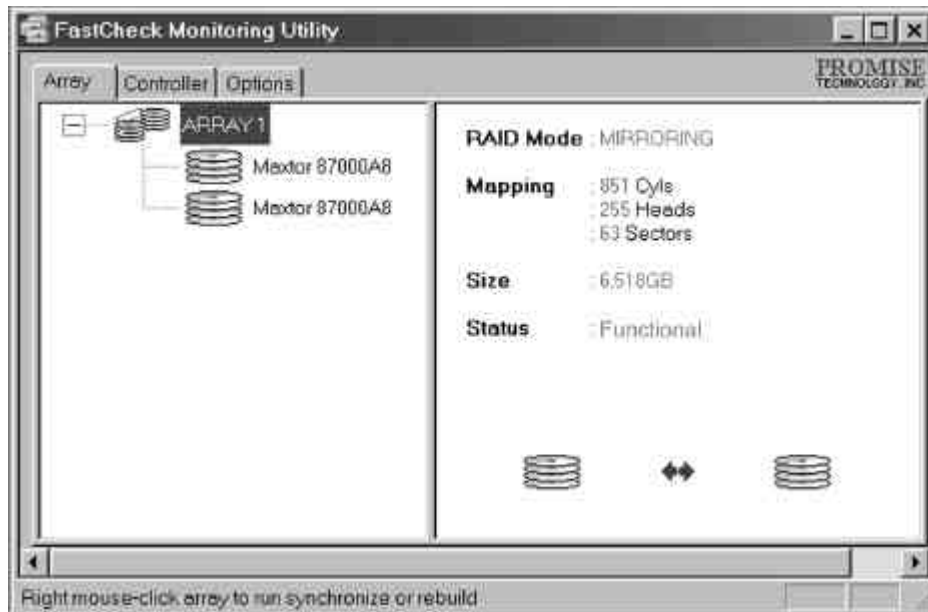 FastCheck Monitoring Utility
PROMISE
TECHNOLOGY, INC
Array Controller Options
ARRAY 1
Maxtor 87000A8
Maxtor 87000A8
RAID Mode : MIRRORING
Mapping : 851 Cyls
: 255 Heads
: 63 Sectors
Size : 6.518GB
Status : Functional
Right mouse-click array to run synchronize or rebuild